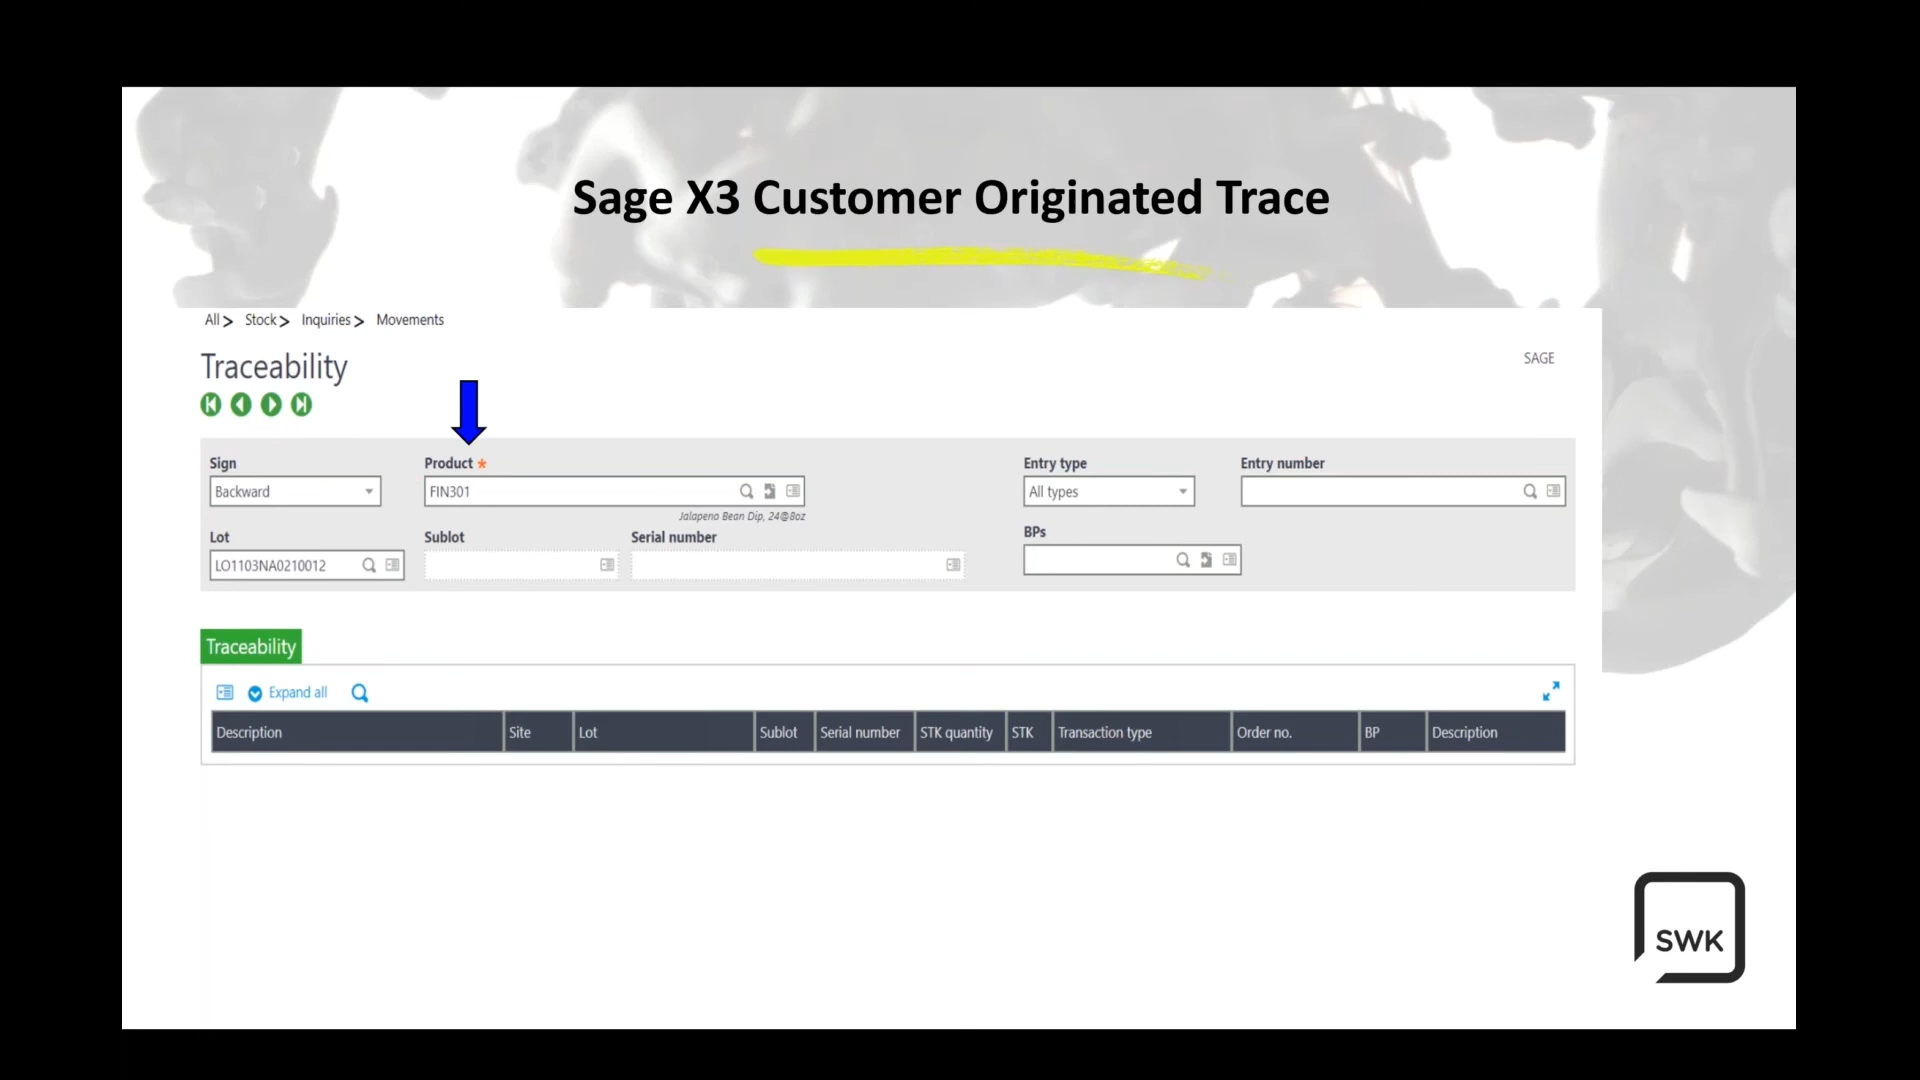 Sage X3 Customer Originated Trace
All > Stock > Inquiries > Movements
Traceability
SAGE
Sign
Product *
Entry type
Entry number
Backward
FIN301
All types
Jalapeno Bean Dip, 24@8oz
Lot
Sublot
Serial number
BPs
LO1103NA0210012
Traceability
Expand all
Description Site Lot Sublot Serial number STK quantity STK Transaction type Order no. BP Description
SWK